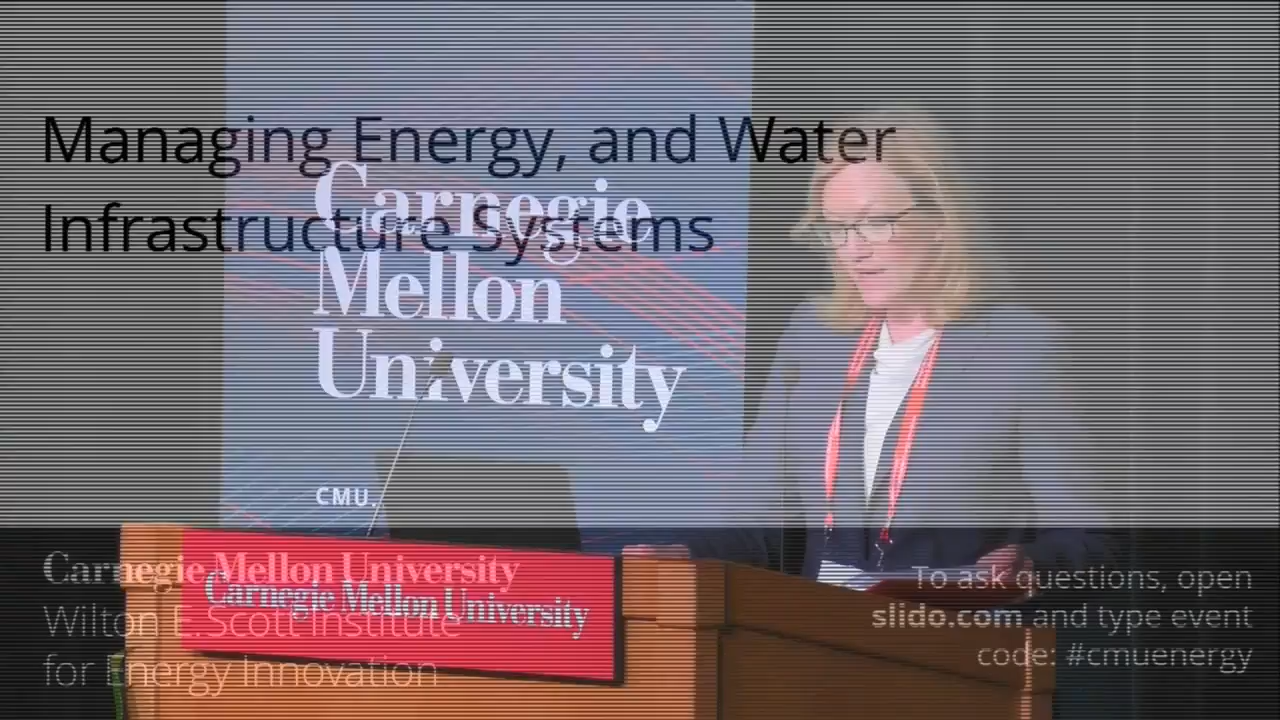 Managing Energy, and Water
Infrastructure Systems
Carnegie
Mellon
University
CMU.
Carnegie Mellon University
Wilton E. Scott Institute
for Energy Innovation
Carnegie Mellon University
To ask questions, open
slido.com and type event
code: #cmuenergy